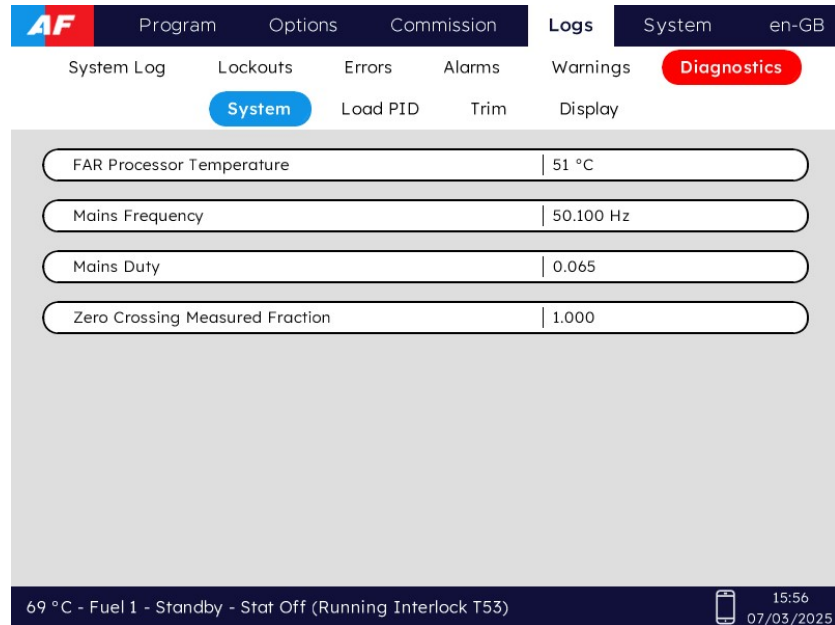 AF Program Options Commission Logs System en-GB
System Log Lockouts Errors Alarms Warnings Diagnostics
System Load PID Trim Display
FAR Processor Temperature 51 °C
Mains Frequency 50.100 Hz
Mains Duty 0.065
Zero Crossing Measured Fraction 1.000
69 °C - Fuel 1 - Standby - Stat Off (Running Interlock T53) 15:56
07/03/2025